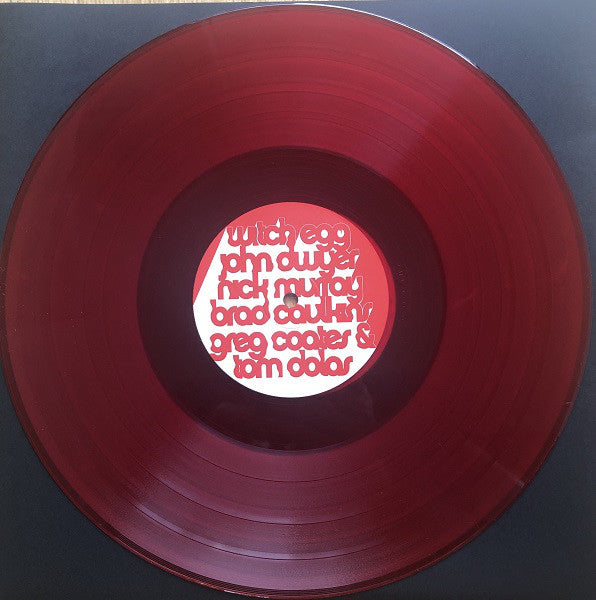 witch egg
john dwyer
nick murray
brad caulkins
greg coates &
tom dolas